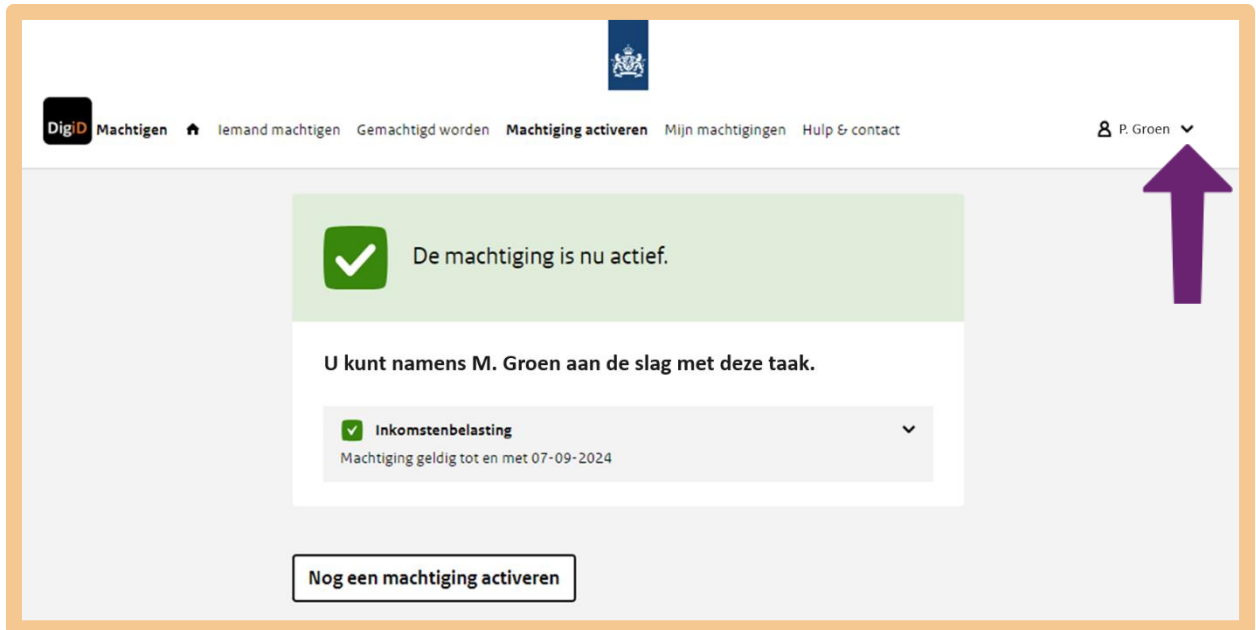 DigiD Machtigen Iemand machtigen Gemachtigd worden Machtiging activeren Mijn machtigingen Hulp & contact P. Groen
De machtiging is nu actief.
U kunt namens M. Groen aan de slag met deze taak.
Inkomstenbelasting
Machtiging geldig tot en met 07-09-2024
Nog een machtiging activeren